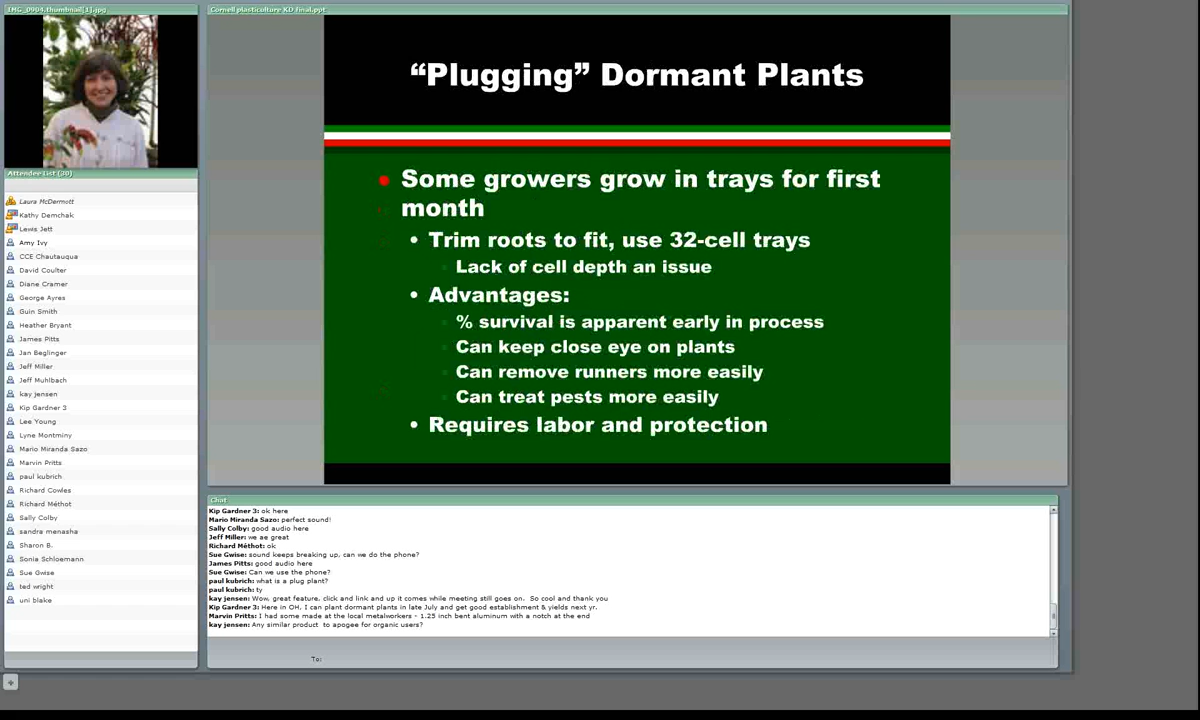 IMG_0904.thumbnail[1].jpg
Attendee List (30)
Laura McDermott
Kathy Demchak
Lewis Jett
Amy Ivy
CCE Chautauqua
David Coulter
Diane Cramer
George Ayres
Guin Smith
Heather Bryant
James Pitts
Jan Beglinger
Jeff Miller
Jeff Muhlbach
kay jensen
Kip Gardner 3
Lee Young
Lyne Montminy
Mario Miranda Sazo
Marvin Pritts
paul kubrich
Richard Cowles
Richard Méthot
Sally Colby
sandra menasha
Sharon B.
Sonia Schloemann
Sue Gwise
ted wright
uni blake
Cornell plasticulture KD final.ppt
“Plugging” Dormant Plants
Some growers grow in trays for first
month
• Trim roots to fit, use 32-cell trays
Lack of cell depth an issue
• Advantages:
% survival is apparent early in process
Can keep close eye on plants
Can remove runners more easily
Can treat pests more easily
• Requires labor and protection
Chat
Kip Gardner 3: ok here
Mario Miranda Sazo: perfect sound!
Sally Colby: good audio here
Jeff Miller: we ae great
Richard Méthot: ok
Sue Gwise: sound keeps breaking up, can we do the phone?
James Pitts: good audio here
Sue Gwise: Can we use the phone?
paul kubrich: what is a plug plant?
paul kubrich: ty
kay jensen: Wow, great feature, click and link and up it comes while meeting still goes on. So cool and thank you
Kip Gardner 3: Here in OH, I can plant dormant plants in late July and get good establishment & yields next yr.
Marvin Pritts: I had some made at the local metalworkers - 1.25 inch bent aluminum with a notch at the end
kay jensen: Any similar product to apogee for organic users?
To: